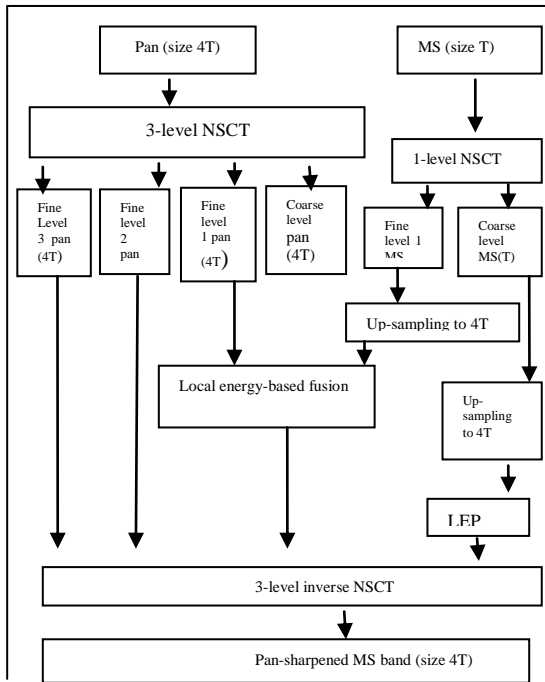 Pan (size 4T)
MS (size T)
3-level NSCT
1-level NSCT
Fine
Level
3 pan
(4T)
Fine
level
2
pan
Fine
level
1 pan
(4T)
Coarse
level
pan
(4T)
Fine
level 1
MS
Coarse
level
MS(T)
Up-sampling to 4T
Local energy-based fusion
Up-
sampling
to 4T
LEP
3-level inverse NSCT
Pan-sharpened MS band (size 4T)